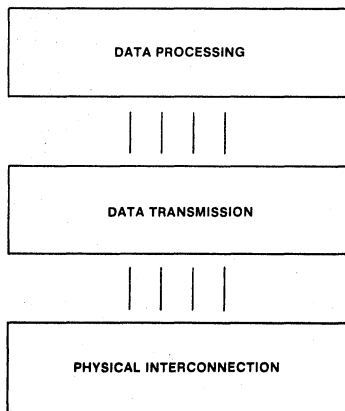 DATA PROCESSING
DATA TRANSMISSION
PHYSICAL INTERCONNECTION